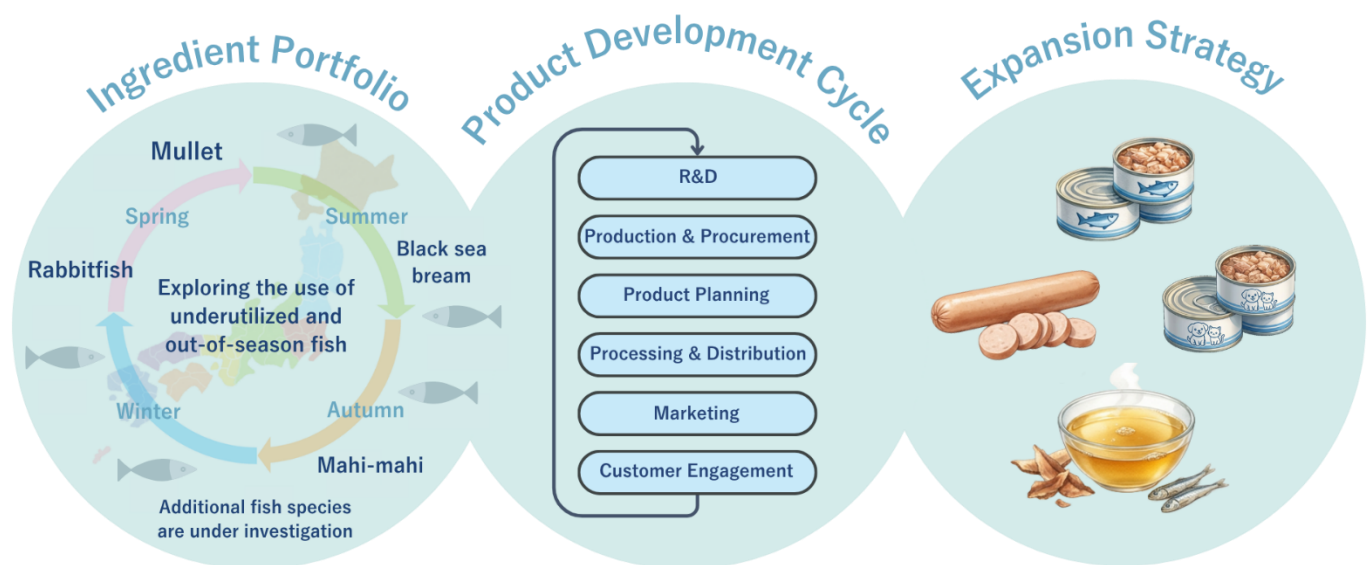 Ingredient Portfolio
Mullet
Spring
Summer
Rabbitfish
Black sea
bream
Exploring the use of
underutilized and
out-of-season fish
Winter
Autumn
Mahi-mahi
Additional fish species
are under investigation
Product Development Cycle
R&D
Production & Procurement
Product Planning
Processing & Distribution
Marketing
Customer Engagement
Expansion Strategy